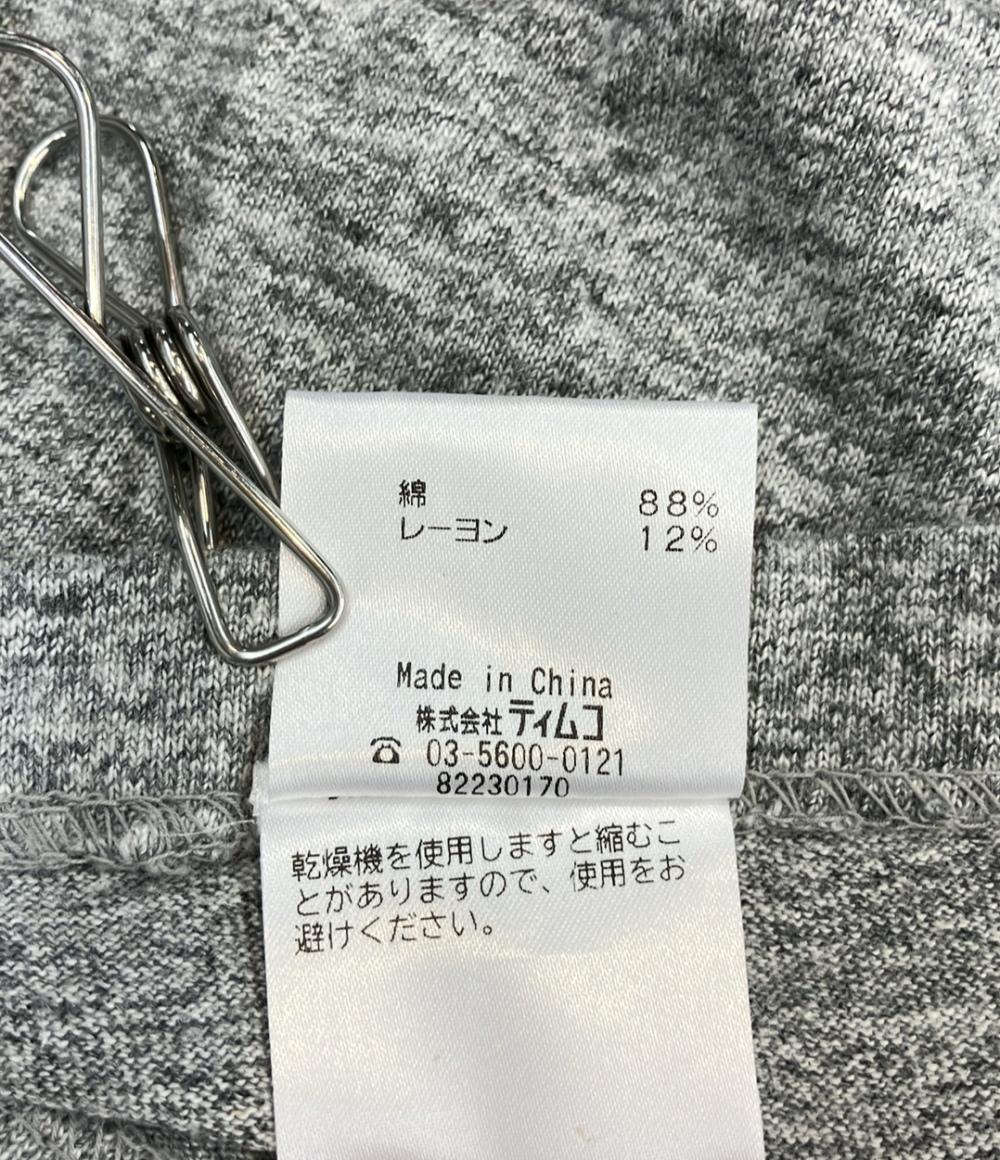 綿 88%
レーヨン 12%
Made in China
株式会社ティムコ
☎ 03-5600-0121
82230170
乾燥機を使用しますと縮むこ
とがありますので、使用をお
避けください。